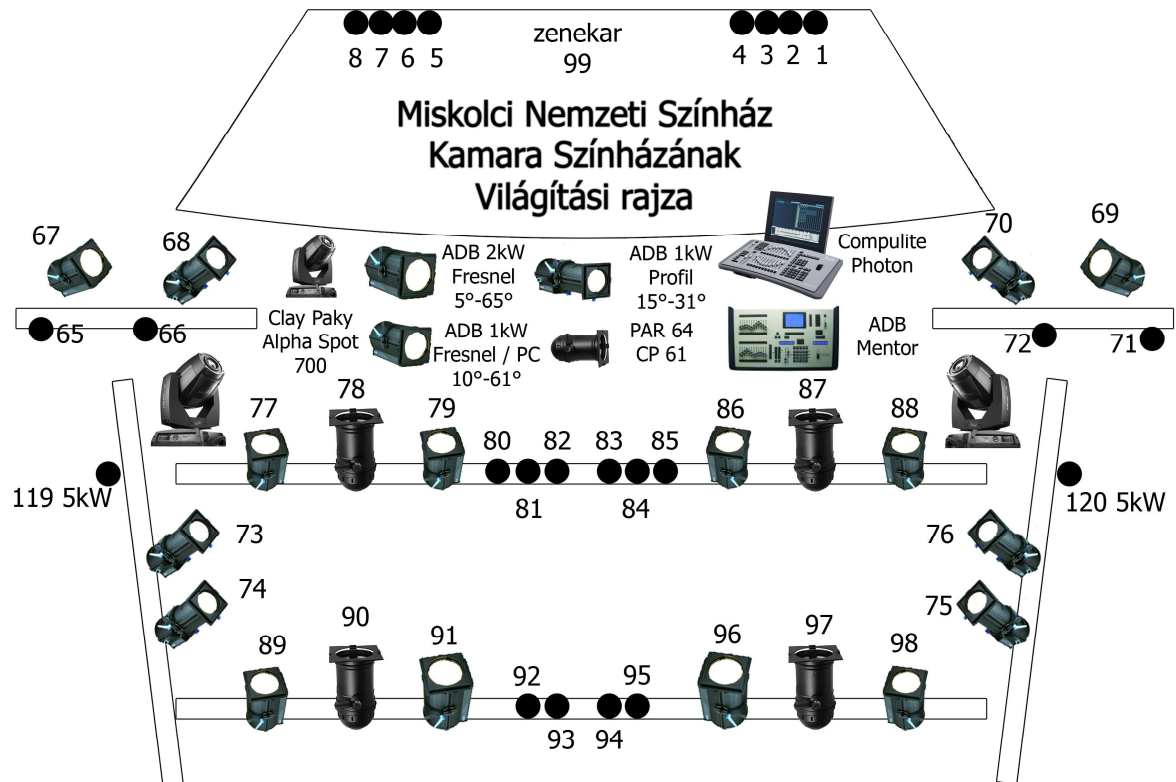 8 7 6 5
zenekar
99
4 3 2 1
Miskolci Nemzeti Színház
Kamara Színházának
Világítási rajza
67
68
Clay Paky
Alpha Spot
700
ADB 2kW
Fresnel
5°-65°
ADB 1kW
Fresnel / PC
10°-61°
ADB 1kW
Profil
15°-31°
PAR 64
CP 61
Compulite
Photon
ADB
Mentor
70
69
65
66
72
71
77
78
79
80
82
83
85
86
87
88
81
84
119 5kW
120 5kW
73
74
76
75
89
90
91
92
95
96
97
98
93
94